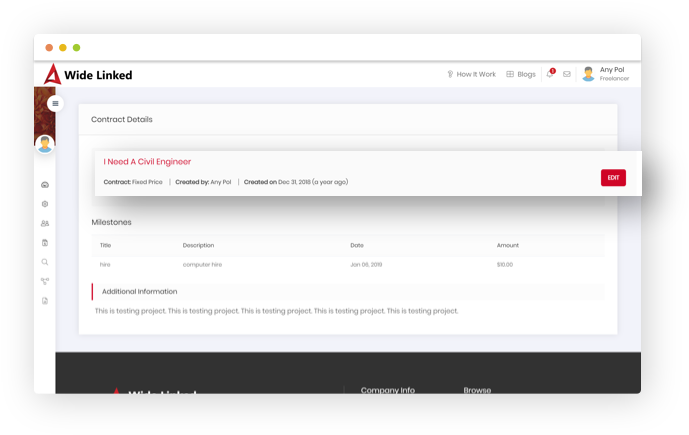 Wide Linked
How It Work
Blogs
1
Any Pol
Freelancer
Contract Details
I Need A Civil Engineer
Contract: Fixed Price | Created by: Any Pol | Created on Dec 31, 2018 (a year ago)
EDIT
Milestones
Title Description Date Amount
hire computer hire Jan 06, 2019 $10.00
Additional Information
This is testing project. This is testing project. This is testing project. This is testing project. This is testing project.
Wide Linked
Company Info
Browse